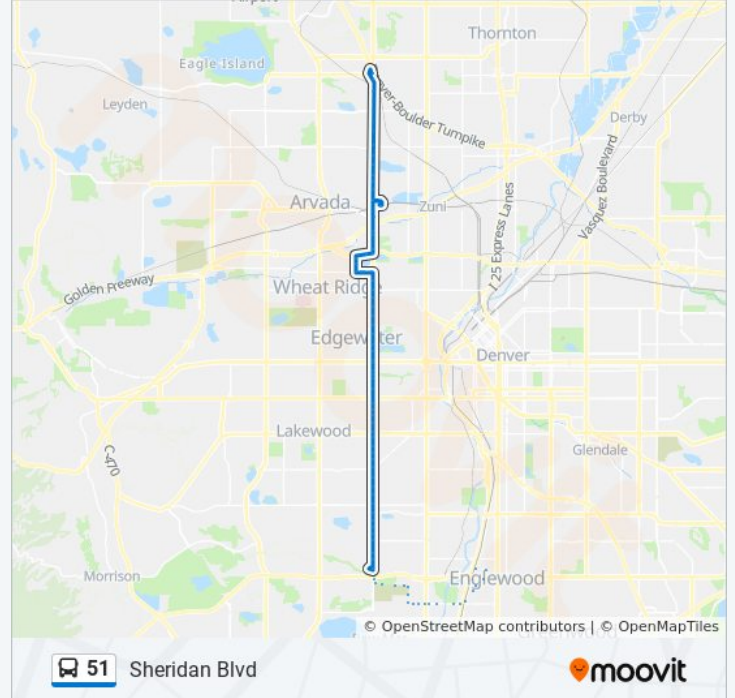 Thornton
Eagle Island
Leyden
ver-Boulder Turnpike
Derby
Vasquez Boulevard
Arvada
Zuni
I 25 Express Lanes
Golden Freeway
Wheat Ridge
Edgewater
Denver
Lakewood
C-470
Glendale
Morrison
Englewood
© OpenStreetMap contributors | © OpenMapTiles
51 Sheridan Blvd
moovit